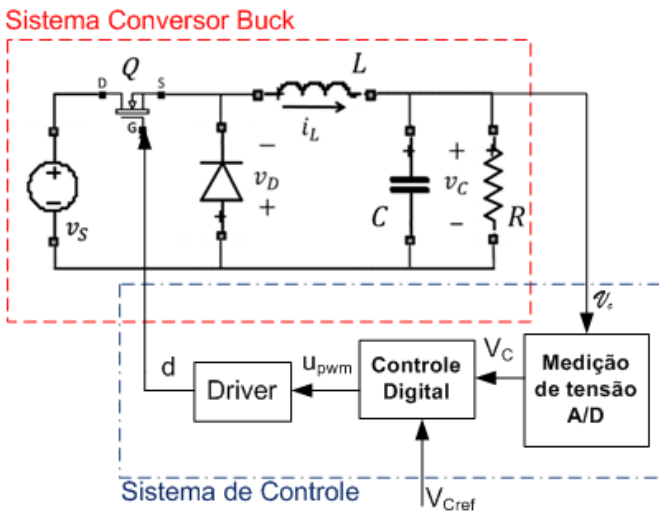 Sistema Conversor Buck
Q
L
D
S
G
i_L
v_S
−
v_D
+
C
+
v_C
−
R
𝒱_c
d
Driver
u_pwm
Controle
Digital
V_C
Medição
de tensão
A/D
Sistema de Controle
V_Cref